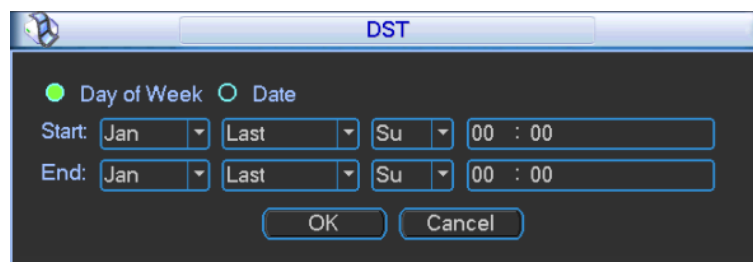 DST
Day of Week Date
Start: Jan Last Su 00 : 00
End: Jan Last Su 00 : 00
OK Cancel